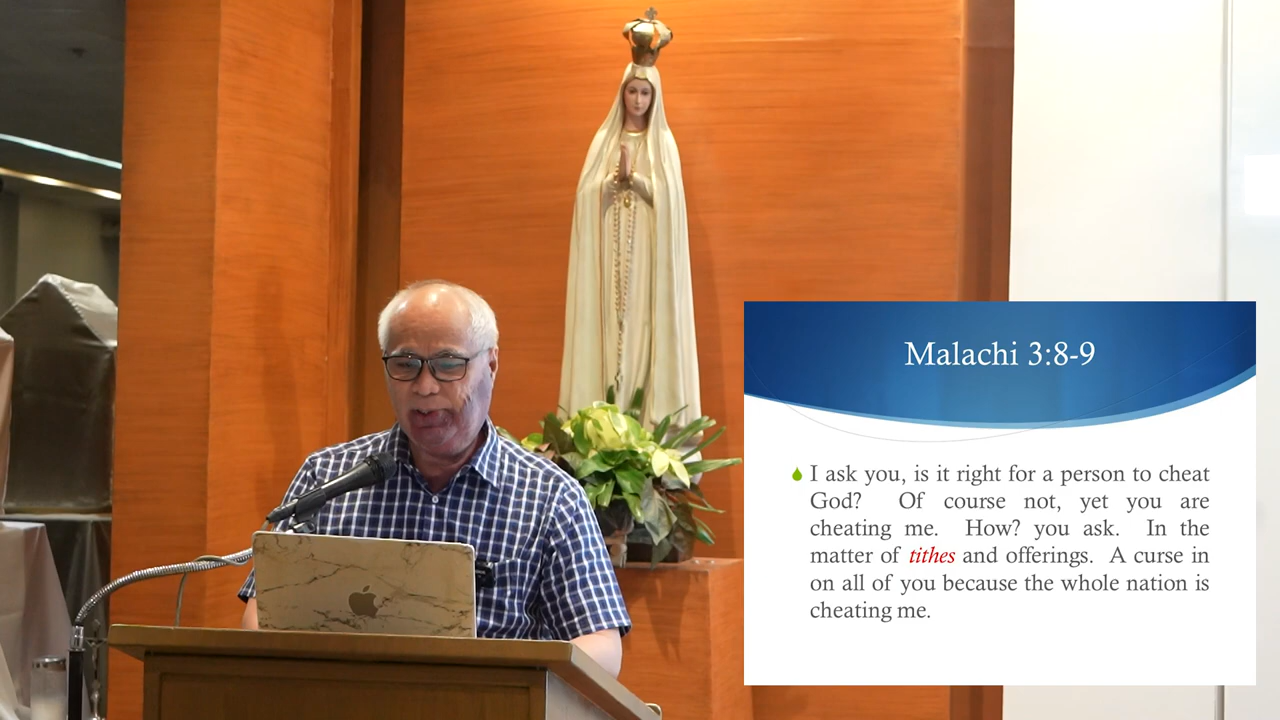 Malachi 3:8-9
I ask you, is it right for a person to cheat
God? Of course not, yet you are
cheating me. How? you ask. In the
matter of tithes and offerings. A curse in
on all of you because the whole nation is
cheating me.